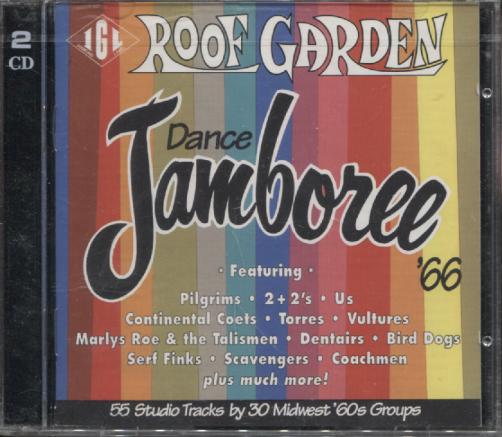 2
CD
IGL
ROOF GARDEN
Dance
Jamboree
'66
· Featuring ·
Pilgrims · 2+2's · Us
Continental Coets · Torres · Vultures
Marlys Roe & the Talismen · Dentairs · Bird Dogs
Serf Finks · Scavengers · Coachmen
plus much more!
55 Studio Tracks by 30 Midwest '60s Groups